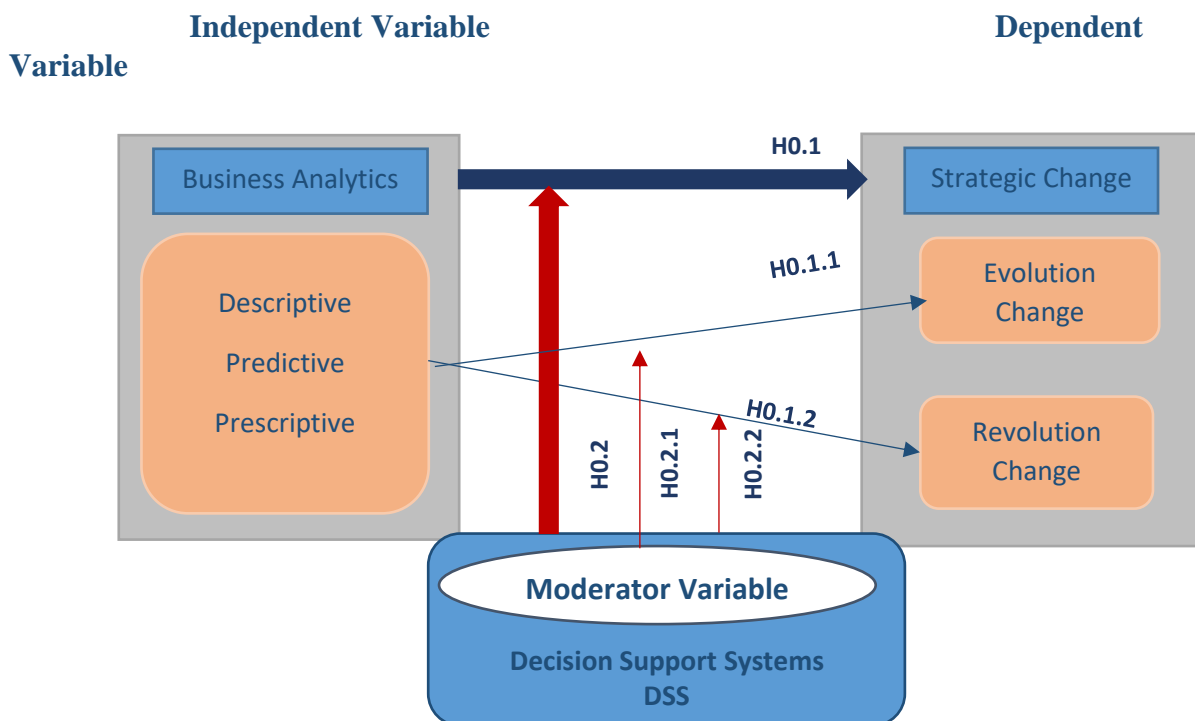 Independent Variable Dependent
Variable
H0.1
Business Analytics
Strategic Change
H0.1.1
Evolution
Change
Descriptive
Predictive
Prescriptive
H0.1.2
Revolution
Change
H0.2
H0.2.1
H0.2.2
Moderator Variable
Decision Support Systems
DSS